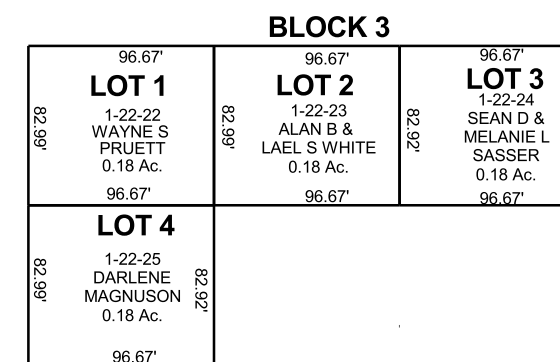 BLOCK 3
96.67'
LOT 1
82.99'
1-22-22
WAYNE S
PRUETT
0.18 Ac.
96.67'
96.67'
LOT 2
82.99'
1-22-23
ALAN B &
LAEL S WHITE
0.18 Ac.
96.67'
96.67'
LOT 3
82.92'
1-22-24
SEAN D &
MELANIE L
SASSER
0.18 Ac.
96.67'
LOT 4
82.99'
1-22-25
DARLENE
MAGNUSON
0.18 Ac.
82.92'
96.67'